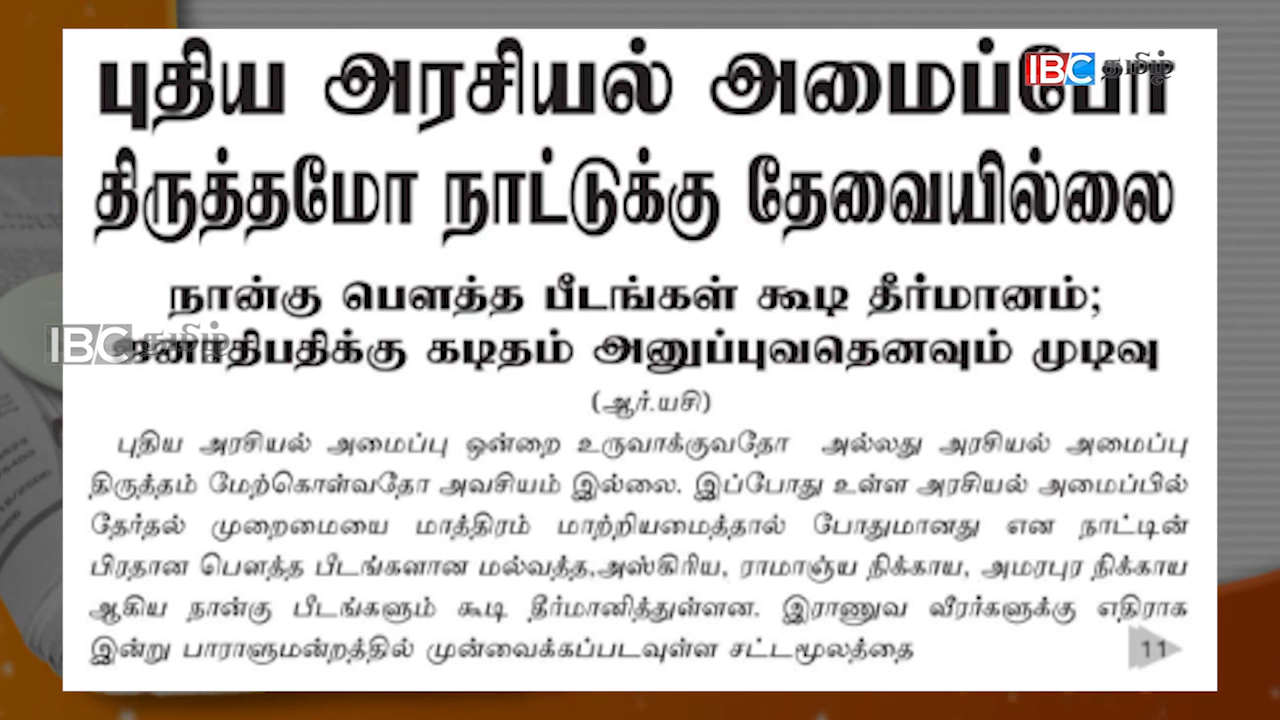 IBC தமிழ்
புதிய அரசியல் அமைப்போ
திருத்தமோ நாட்டுக்கு தேவையில்லை
நான்கு பௌத்த பீடங்கள் கூடி தீர்மானம்;
IBC தமிழ்
ஜனாதிபதிக்கு கடிதம் அனுப்புவதெனவும் முடிவு
(ஆர்.யசி)
புதிய அரசியல் அமைப்பு ஒன்றை உருவாக்குவதோ அல்லது அரசியல் அமைப்பு
திருத்தம் மேற்கொள்வதோ அவசியம் இல்லை. இப்போது உள்ள அரசியல் அமைப்பில்
தேர்தல் முறைமையை மாத்திரம் மாற்றியமைத்தால் போதுமானது என நாட்டின்
பிரதான பௌத்த பீடங்களான மல்வத்த,அஸ்கிரிய, ராமாஞ்ய நிக்காய, அமரபுர நிக்காய
ஆகிய நான்கு பீடங்களும் கூடி தீர்மானித்துள்ளன. இராணுவ வீரர்களுக்கு எதிராக
இன்று பாராளுமன்றத்தில் முன்வைக்கப்படவுள்ள சட்டமூலத்தை
11